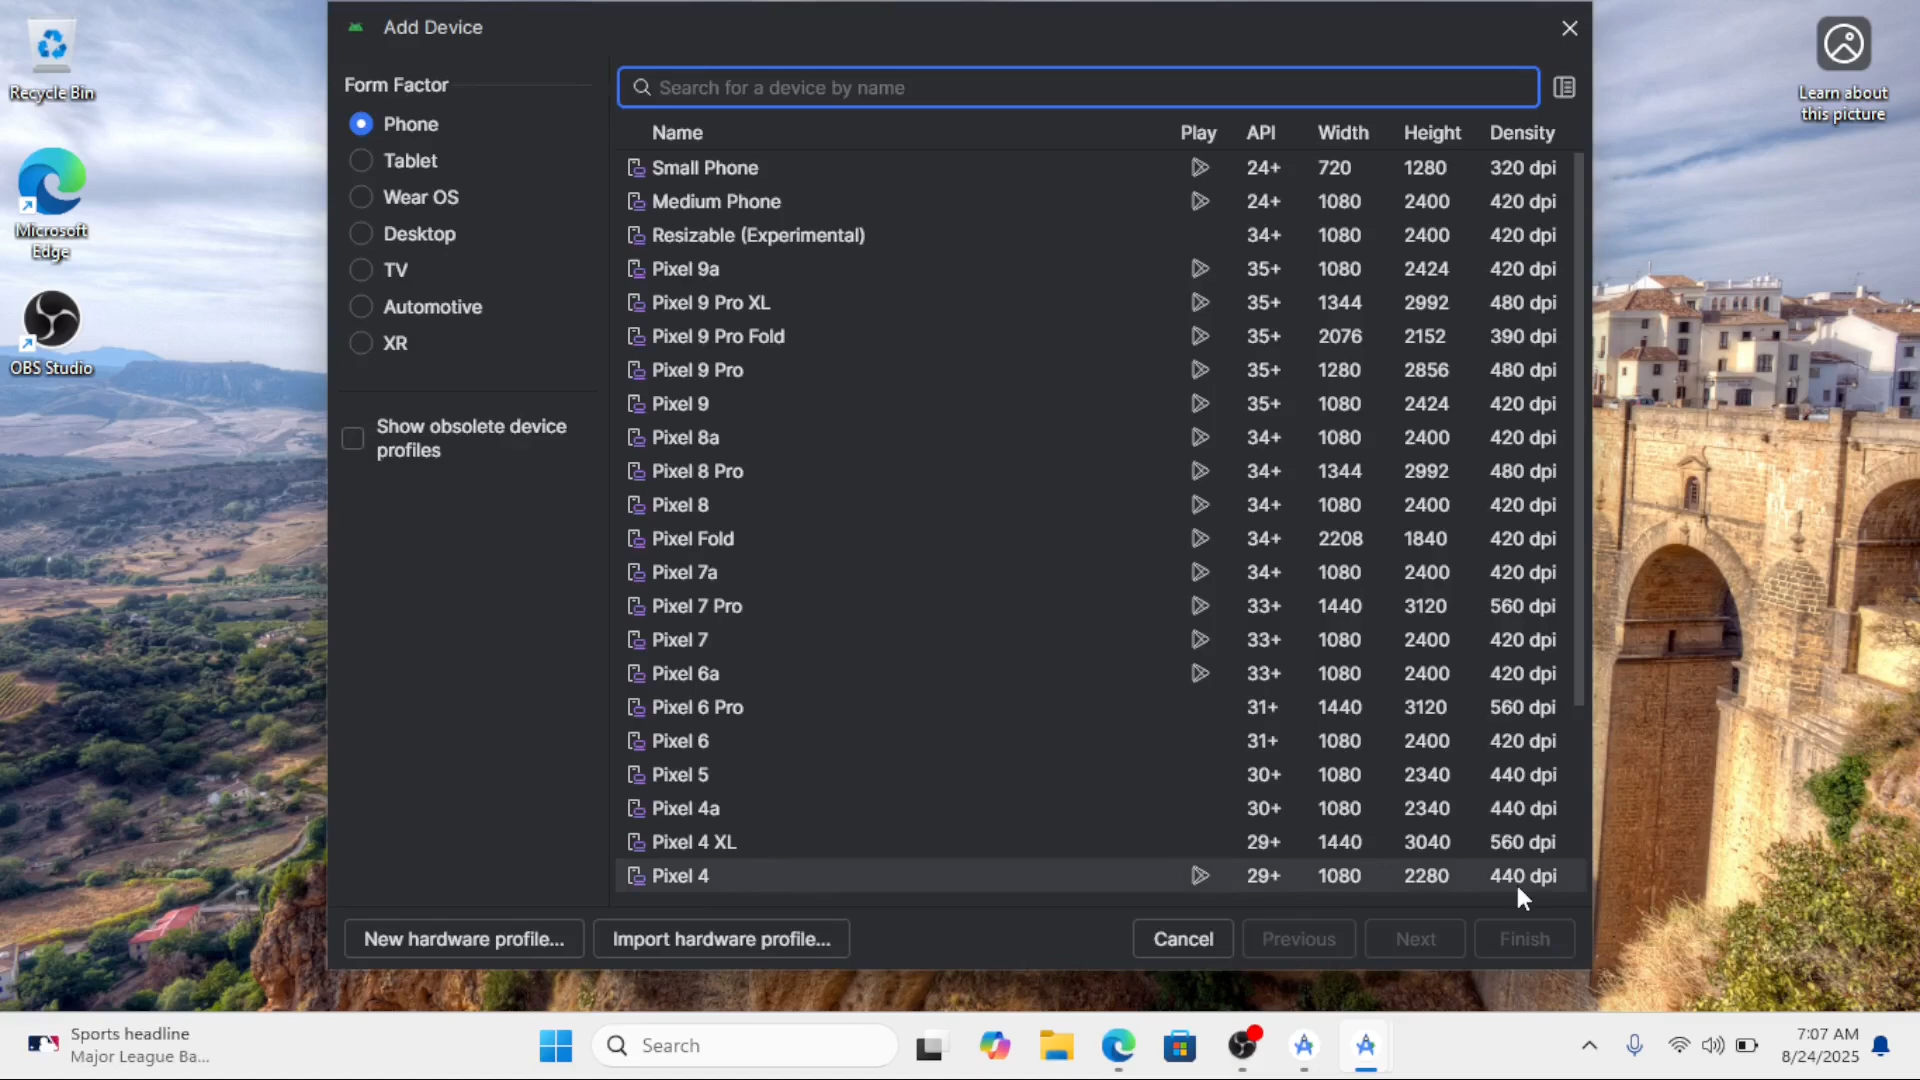 Recycle Bin
Microsoft
Edge
OBS Studio
Learn about
this picture
Add Device
Form Factor
Phone
Tablet
Wear OS
Desktop
TV
Automotive
XR
Show obsolete device
profiles
Search for a device by name
Name Play API Width Height Density
Small Phone 24+ 720 1280 320 dpi
Medium Phone 24+ 1080 2400 420 dpi
Resizable (Experimental) 34+ 1080 2400 420 dpi
Pixel 9a 35+ 1080 2424 420 dpi
Pixel 9 Pro XL 35+ 1344 2992 480 dpi
Pixel 9 Pro Fold 35+ 2076 2152 390 dpi
Pixel 9 Pro 35+ 1280 2856 480 dpi
Pixel 9 35+ 1080 2424 420 dpi
Pixel 8a 34+ 1080 2400 420 dpi
Pixel 8 Pro 34+ 1344 2992 480 dpi
Pixel 8 34+ 1080 2400 420 dpi
Pixel Fold 34+ 2208 1840 420 dpi
Pixel 7a 34+ 1080 2400 420 dpi
Pixel 7 Pro 33+ 1440 3120 560 dpi
Pixel 7 33+ 1080 2400 420 dpi
Pixel 6a 33+ 1080 2400 420 dpi
Pixel 6 Pro 31+ 1440 3120 560 dpi
Pixel 6 31+ 1080 2400 420 dpi
Pixel 5 30+ 1080 2340 440 dpi
Pixel 4a 30+ 1080 2340 440 dpi
Pixel 4 XL 29+ 1440 3040 560 dpi
Pixel 4 29+ 1080 2280 440 dpi
New hardware profile... Import hardware profile... Cancel Previous Next Finish
Sports headline
Major League Ba...
Search
7:07 AM
8/24/2025